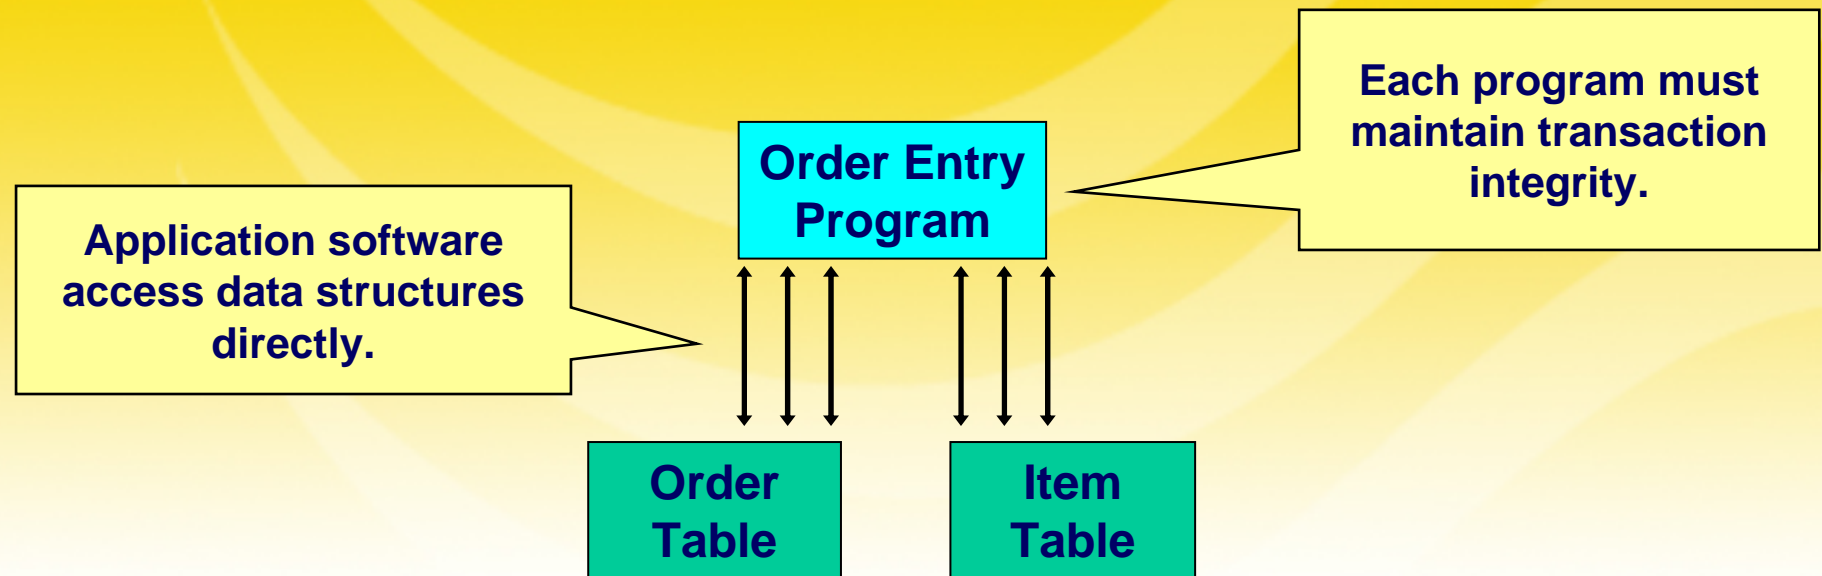 Each program must
maintain transaction
integrity.
Order Entry
Program
Application software
access data structures
directly.
Order
Table
Item
Table